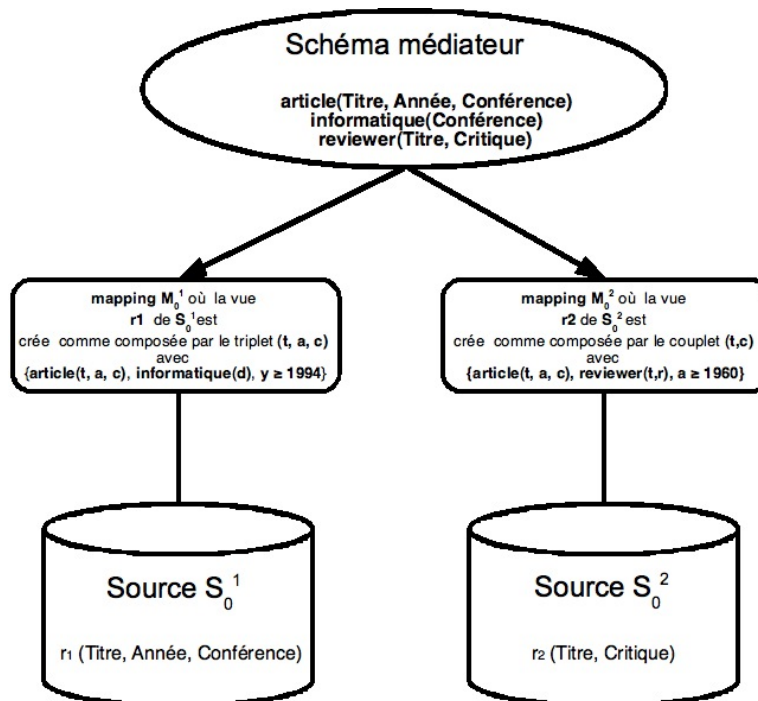 Schéma médiateur
article(Titre, Année, Conférence)
informatique(Conférence)
reviewer(Titre, Critique)
mapping M₀¹ où la vue
r1 de S₀¹ est
crée comme composée par le triplet (t, a, c)
avec
{article(t, a, c), informatique(d), y ≥ 1994}
mapping M₀² où la vue
r2 de S₀² est
crée comme composée par le couplet (t,c)
avec
{article(t, a, c), reviewer(t,r), a ≥ 1960}
Source S₀¹
r₁ (Titre, Année, Conférence)
Source S₀²
r₂ (Titre, Critique)